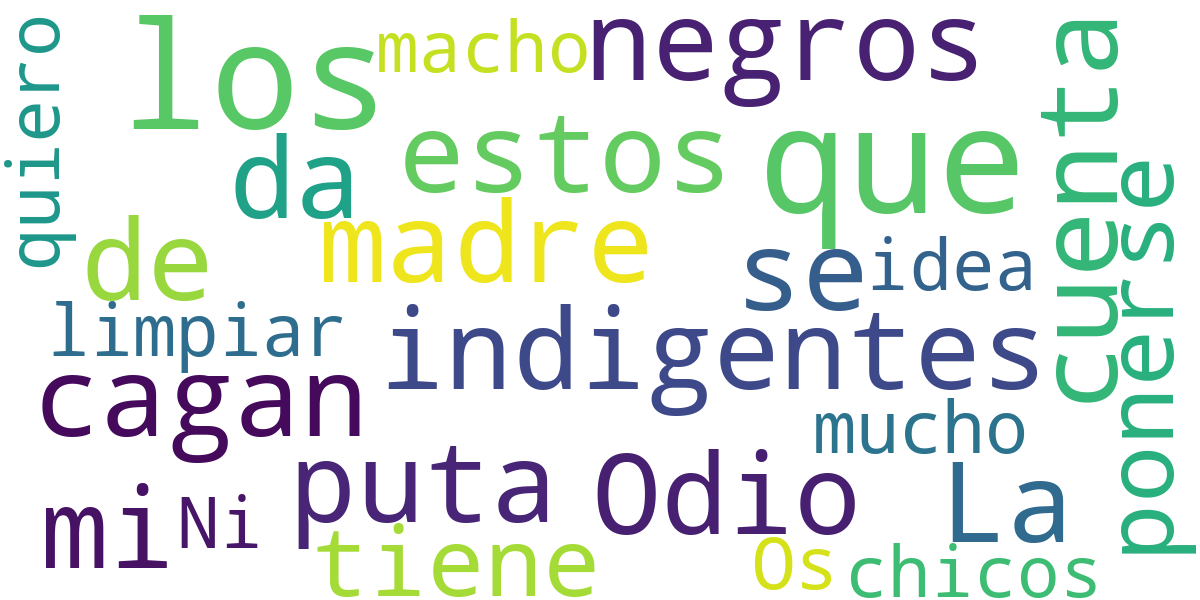 los
macho
negros
quiero
cuenta
da
estos
que
ponerse
de
madre
se
idea
limpiar
indigentes
cagan
mucho
mi
Ni
puta
Odio
La
tiene
Os
chicos